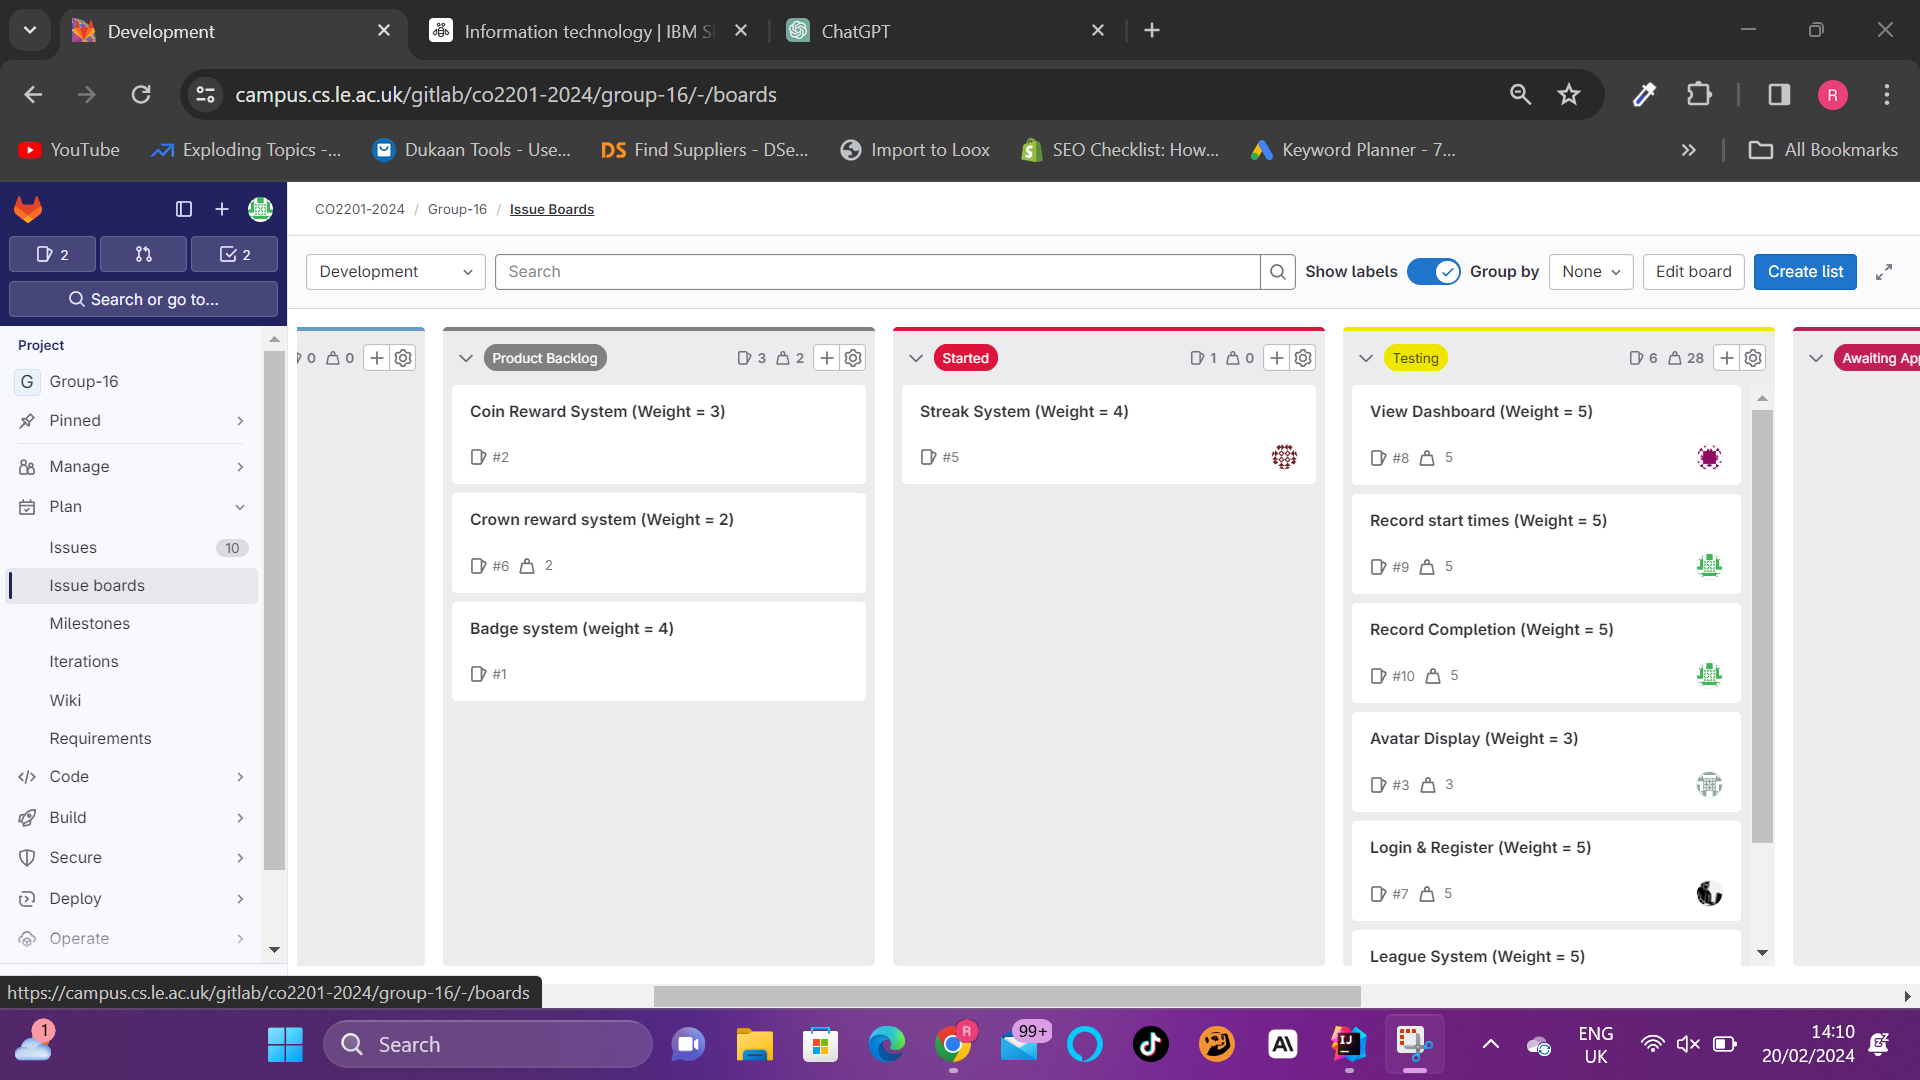 Development
Information technology | IBM S
ChatGPT
campus.cs.le.ac.uk/gitlab/co2201-2024/group-16/-/boards
R
YouTube
Exploding Topics -...
Dukaan Tools - Use...
DS Find Suppliers - DSe...
Import to Loox
SEO Checklist: How...
Keyword Planner - 7...
All Bookmarks
2
2
Search or go to...
CO2201-2024 / Group-16 / Issue Boards
Development
Search
Show labels
Group by
None
Edit board
Create list
Project
G Group-16
Pinned
Manage
Plan
Issues 10
Issue boards
Milestones
Iterations
Wiki
Requirements
Code
Build
Secure
Deploy
Operate
0 0
Product Backlog 3 2
Coin Reward System (Weight = 3)
#2
Crown reward system (Weight = 2)
#6 2
Badge system (weight = 4)
#1
Started 1 0
Streak System (Weight = 4)
#5
Testing 6 28
View Dashboard (Weight = 5)
#8 5
Record start times (Weight = 5)
#9 5
Record Completion (Weight = 5)
#10 5
Avatar Display (Weight = 3)
#3 3
Login & Register (Weight = 5)
#7 5
League System (Weight = 5)
Awaiting App
https://campus.cs.le.ac.uk/gitlab/co2201-2024/group-16/-/boards
1
Search
R
99+
IJ
ENG
UK
14:10
20/02/2024